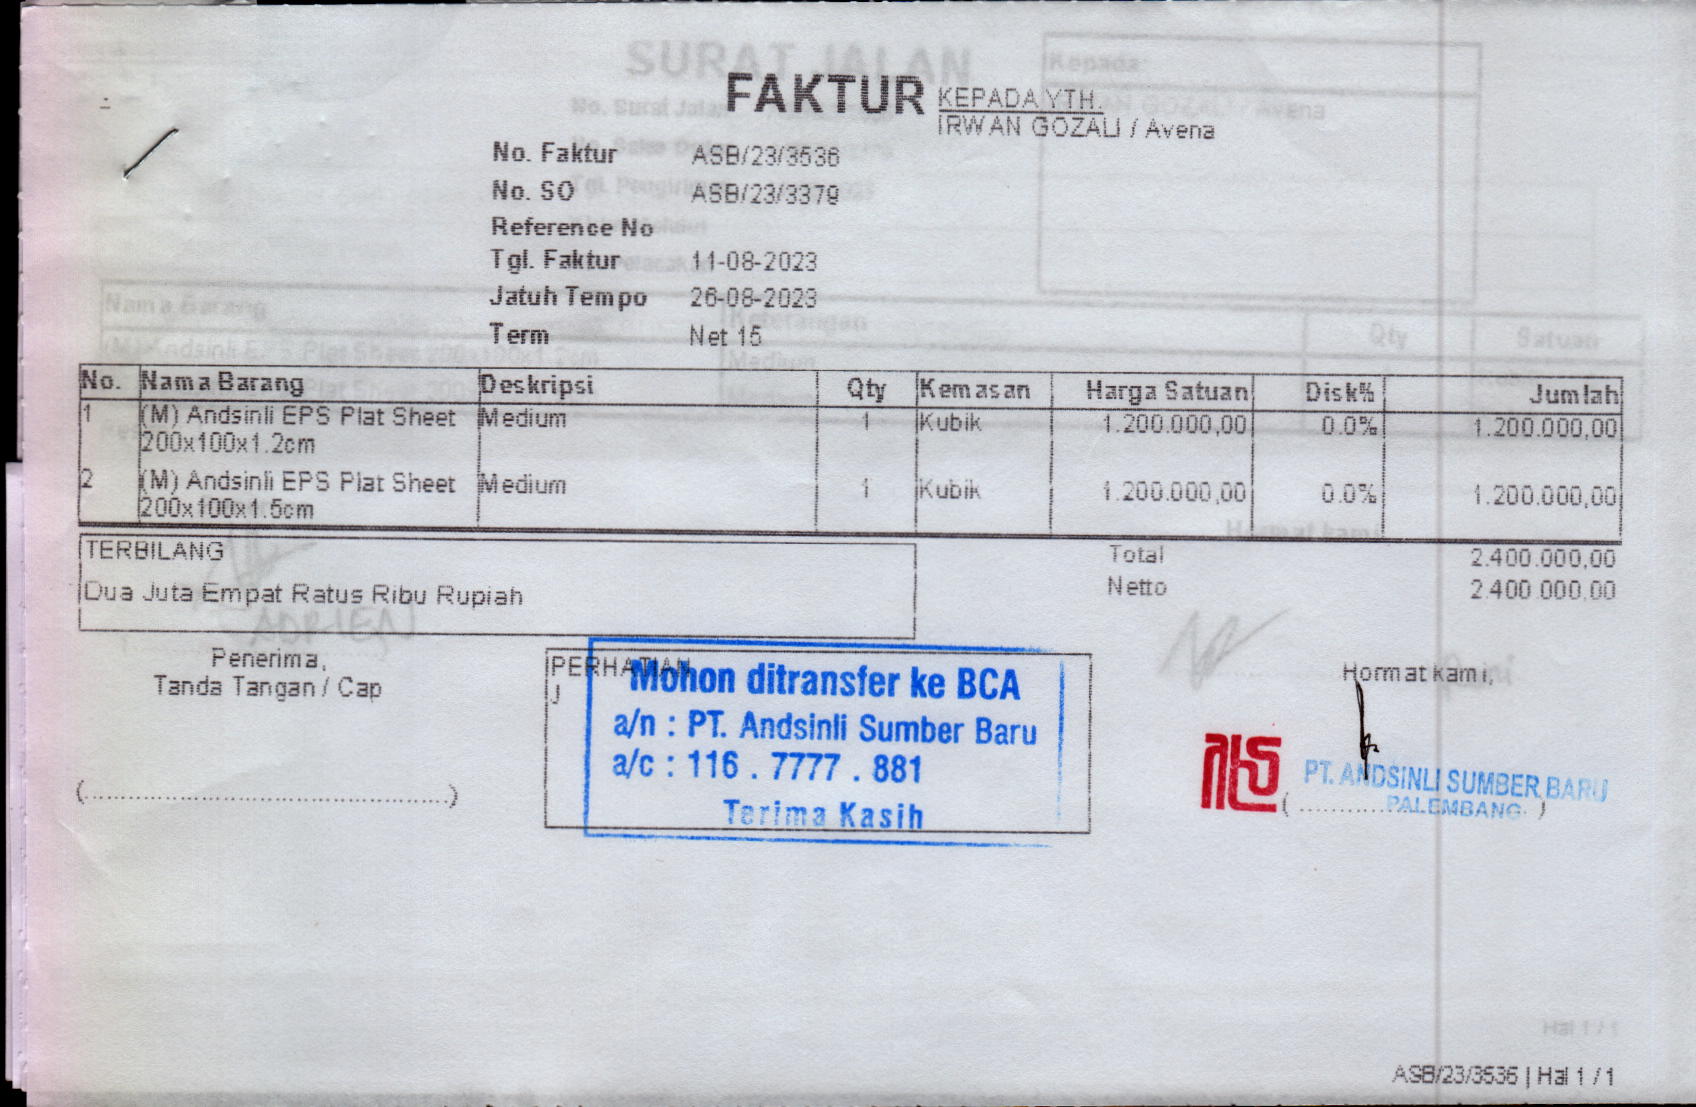 SURAT JALAN
FAKTUR
KEPADA YTH.
IRWAN GOZALI / Avena
No. Faktur ASB/23/3536
No. SO ASB/23/3379
Reference No
Tgl. Faktur 11-08-2023
Jatuh Tempo 26-08-2023
Term Net 15
No. Nama Barang Deskripsi Qty Kemasan Harga Satuan Disk% Jumlah
1 (M) Andsinli EPS Plat Sheet Medium 1 Kubik 1.200.000,00 0.0% 1.200.000,00
200x100x1.2cm
2 (M) Andsinli EPS Plat Sheet Medium 1 Kubik 1.200.000,00 0.0% 1.200.000,00
200x100x1.5cm
TERBILANG
Dua Juta Empat Ratus Ribu Rupiah
Total 2.400.000,00
Netto 2.400.000,00
Penerima,
Tanda Tangan / Cap
(..........)
PERHATIAN
Mohon ditransfer ke BCA
a/n : PT. Andsinli Sumber Baru
a/c : 116 . 7777 . 881
Terima Kasih
Hormat kami,
PT. ANDSINLI SUMBER BARU
PALEMBANG
ASB/23/3536 | Hal 1 / 1